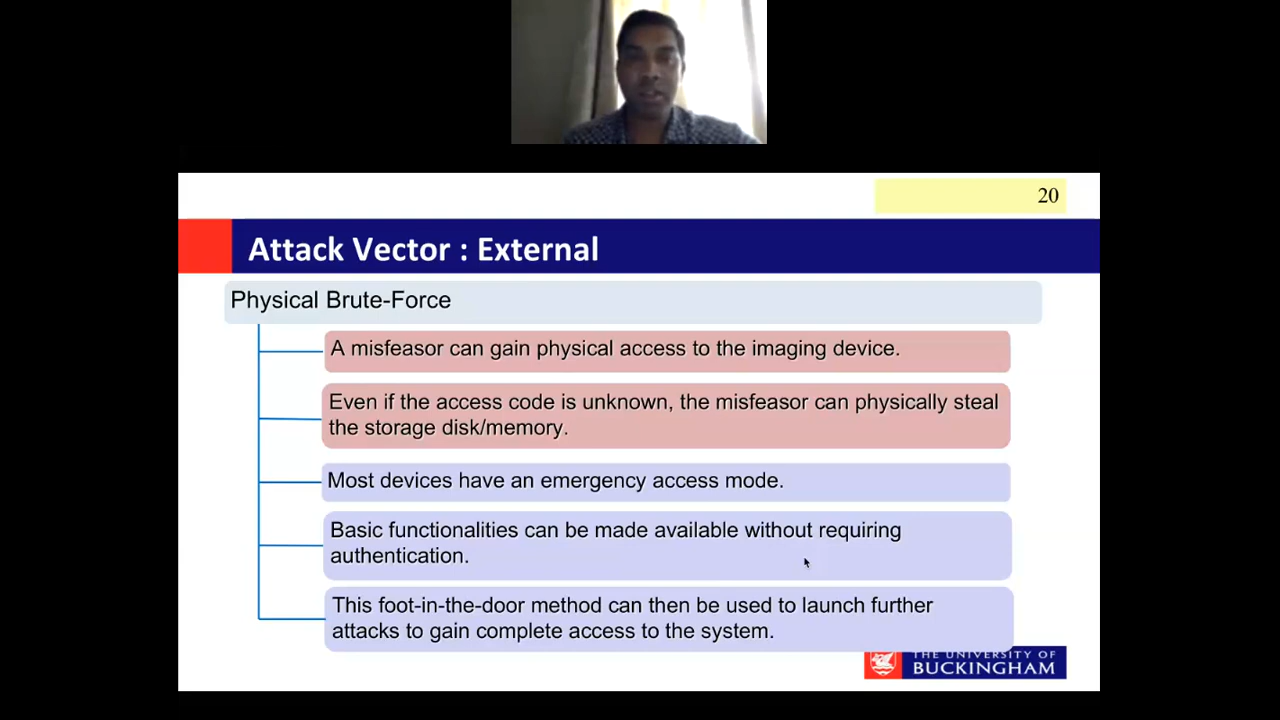 20
Attack Vector : External
Physical Brute-Force
A misfeasor can gain physical access to the imaging device.
Even if the access code is unknown, the misfeasor can physically steal
the storage disk/memory.
Most devices have an emergency access mode.
Basic functionalities can be made available without requiring
authentication.
This foot-in-the-door method can then be used to launch further
attacks to gain complete access to the system.
THE UNIVERSITY OF
BUCKINGHAM